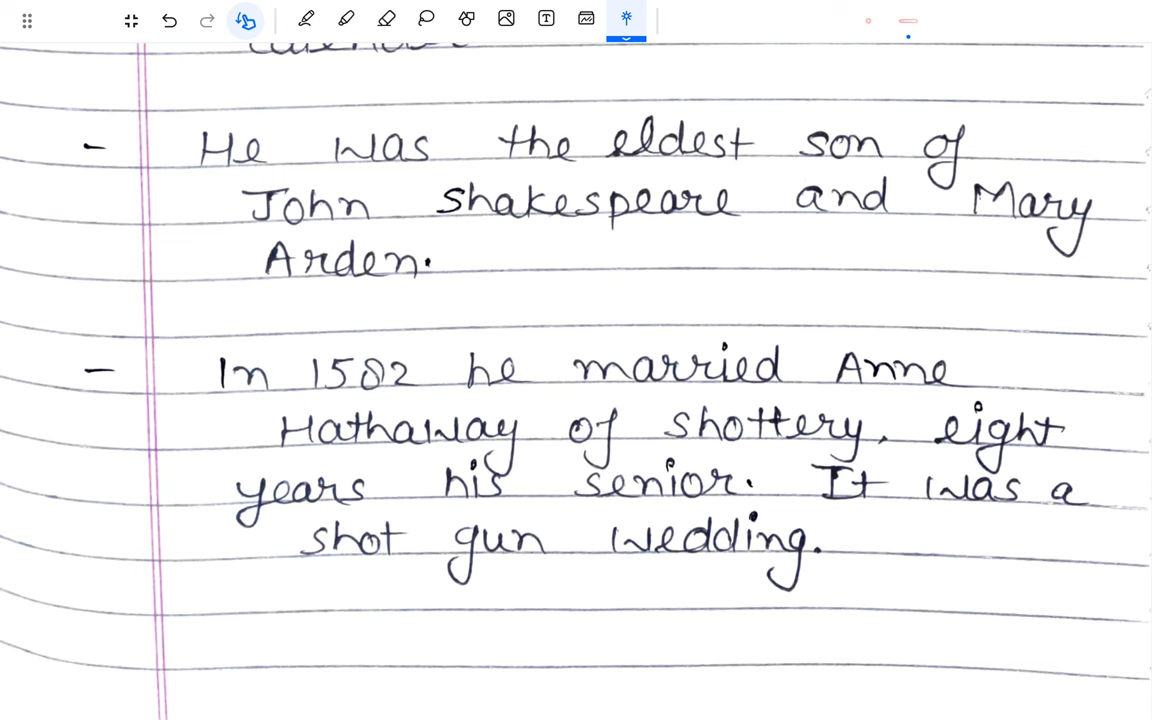 - He was the eldest son of
John Shakespeare and Mary
Arden.
- In 1582 he married Anne
Hathaway of Shottery, eight
years his senior. It was a
shot gun wedding.